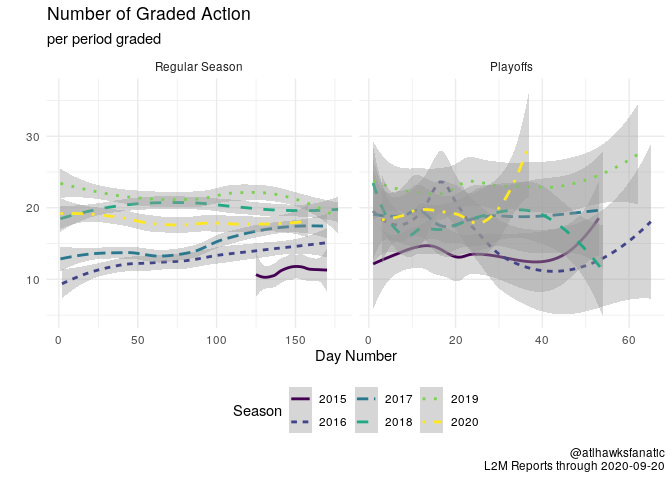 Number of Graded Action
per period graded
Regular Season Playoffs
30
20
10
0 50 100 150 0 20 40 60
Day Number
Season 2015 2017 2019
2016 2018 2020
@atlhawksfanatic
L2M Reports through 2020-09-20